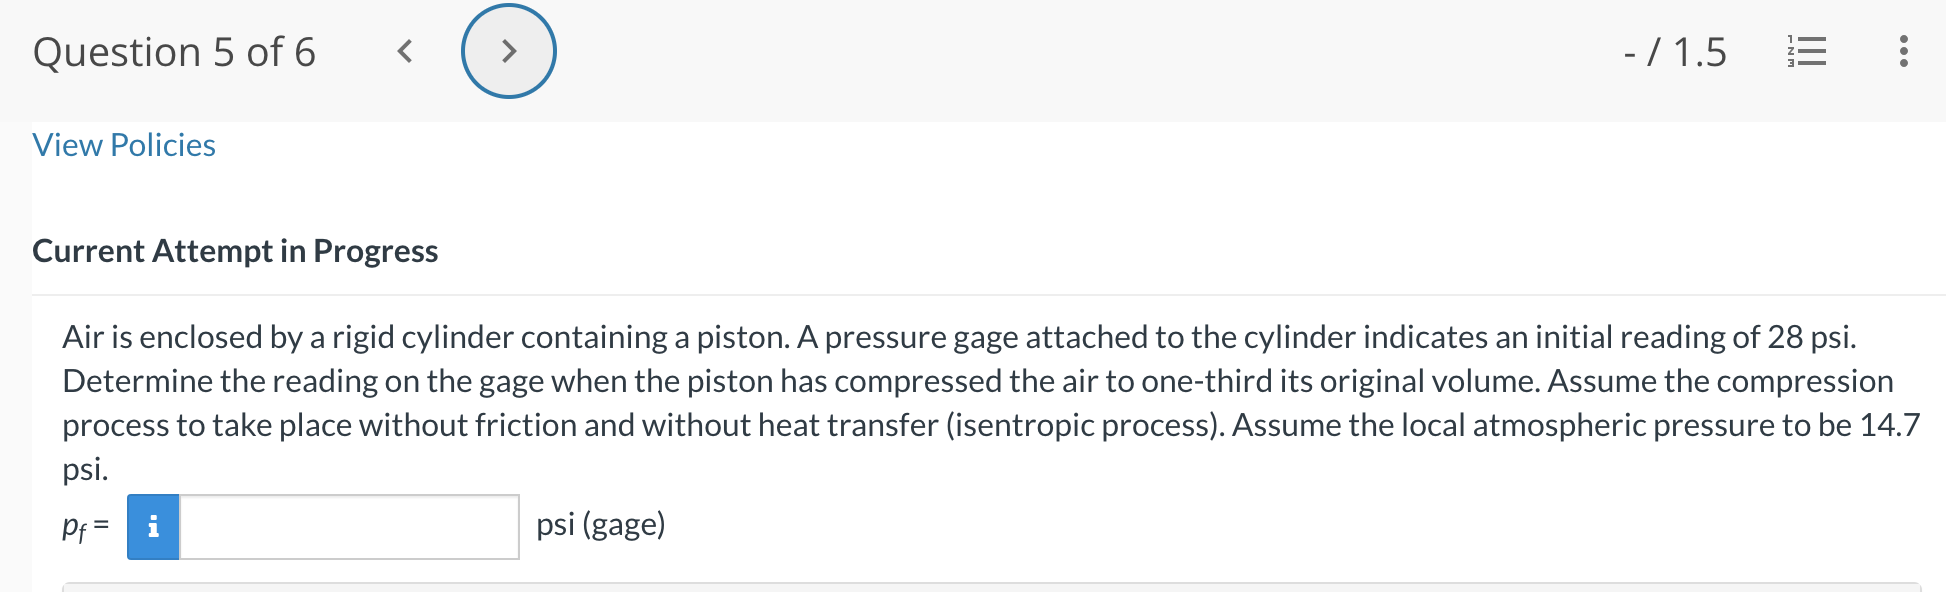 Question 5 of 6
- / 1.5
View Policies
Current Attempt in Progress
Air is enclosed by a rigid cylinder containing a piston. A pressure gage attached to the cylinder indicates an initial reading of 28 psi.
Determine the reading on the gage when the piston has compressed the air to one-third its original volume. Assume the compression
process to take place without friction and without heat transfer (isentropic process). Assume the local atmospheric pressure to be 14.7
psi.
pf = i psi (gage)